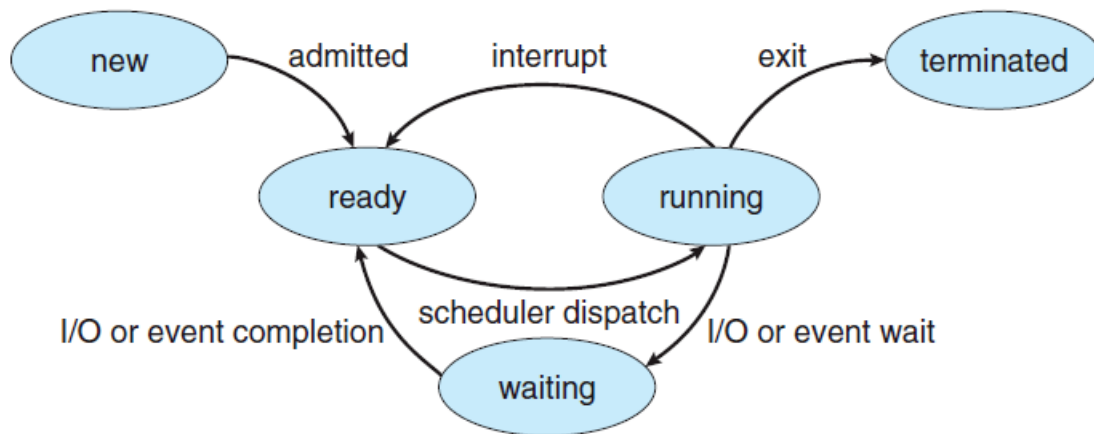 new
admitted
interrupt
exit
terminated
ready
running
I/O or event completion
scheduler dispatch
I/O or event wait
waiting